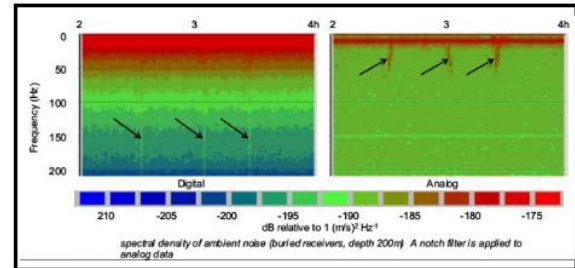 2 3 4h 2 3 4h
0
50
100
150
200
Frequency (Hz)
Digital Analog
210 -205 -200 -195 -190 -185 -180 -175
dB relative to 1 (m/s)² Hz⁻¹
spectral density of ambient noise (buried receivers, depth 200m) A notch filter is applied to
analog data